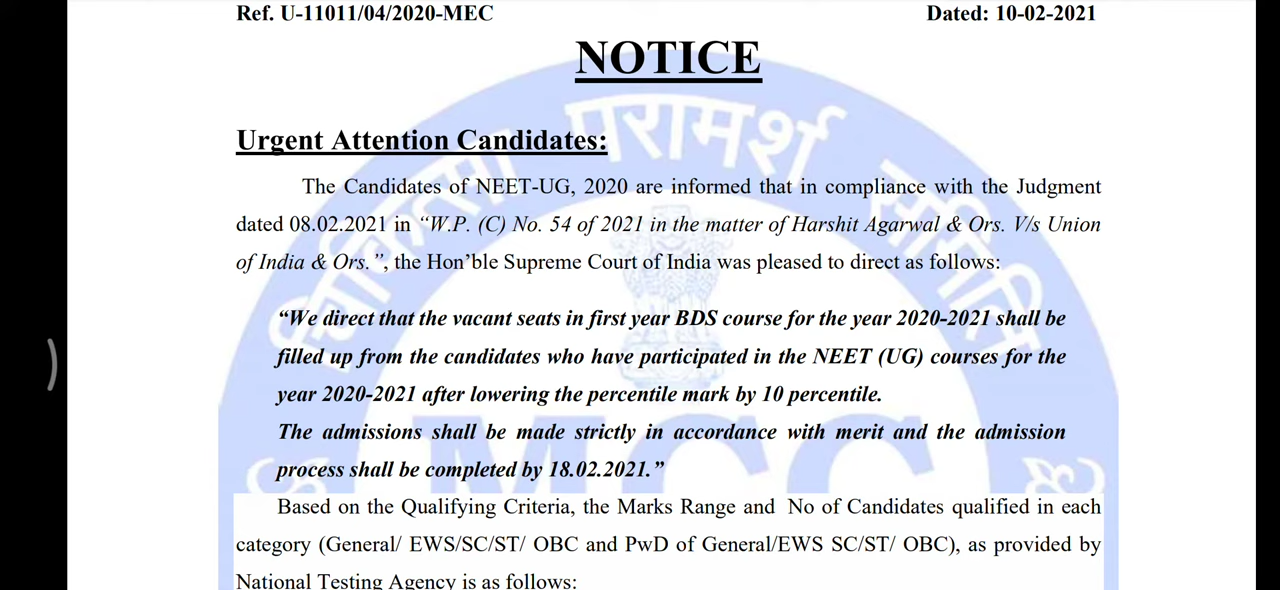 Ref. U-11011/04/2020-MEC Dated: 10-02-2021
NOTICE
Urgent Attention Candidates:
The Candidates of NEET-UG, 2020 are informed that in compliance with the Judgment
dated 08.02.2021 in “W.P. (C) No. 54 of 2021 in the matter of Harshit Agarwal & Ors. V/s Union
of India & Ors.”, the Hon’ble Supreme Court of India was pleased to direct as follows:
“We direct that the vacant seats in first year BDS course for the year 2020-2021 shall be
filled up from the candidates who have participated in the NEET (UG) courses for the
year 2020-2021 after lowering the percentile mark by 10 percentile.
The admissions shall be made strictly in accordance with merit and the admission
process shall be completed by 18.02.2021.”
Based on the Qualifying Criteria, the Marks Range and No of Candidates qualified in each
category (General/ EWS/SC/ST/ OBC and PwD of General/EWS SC/ST/ OBC), as provided by
National Testing Agency is as follows:
चिकित्सा परामर्श समिति
MCC